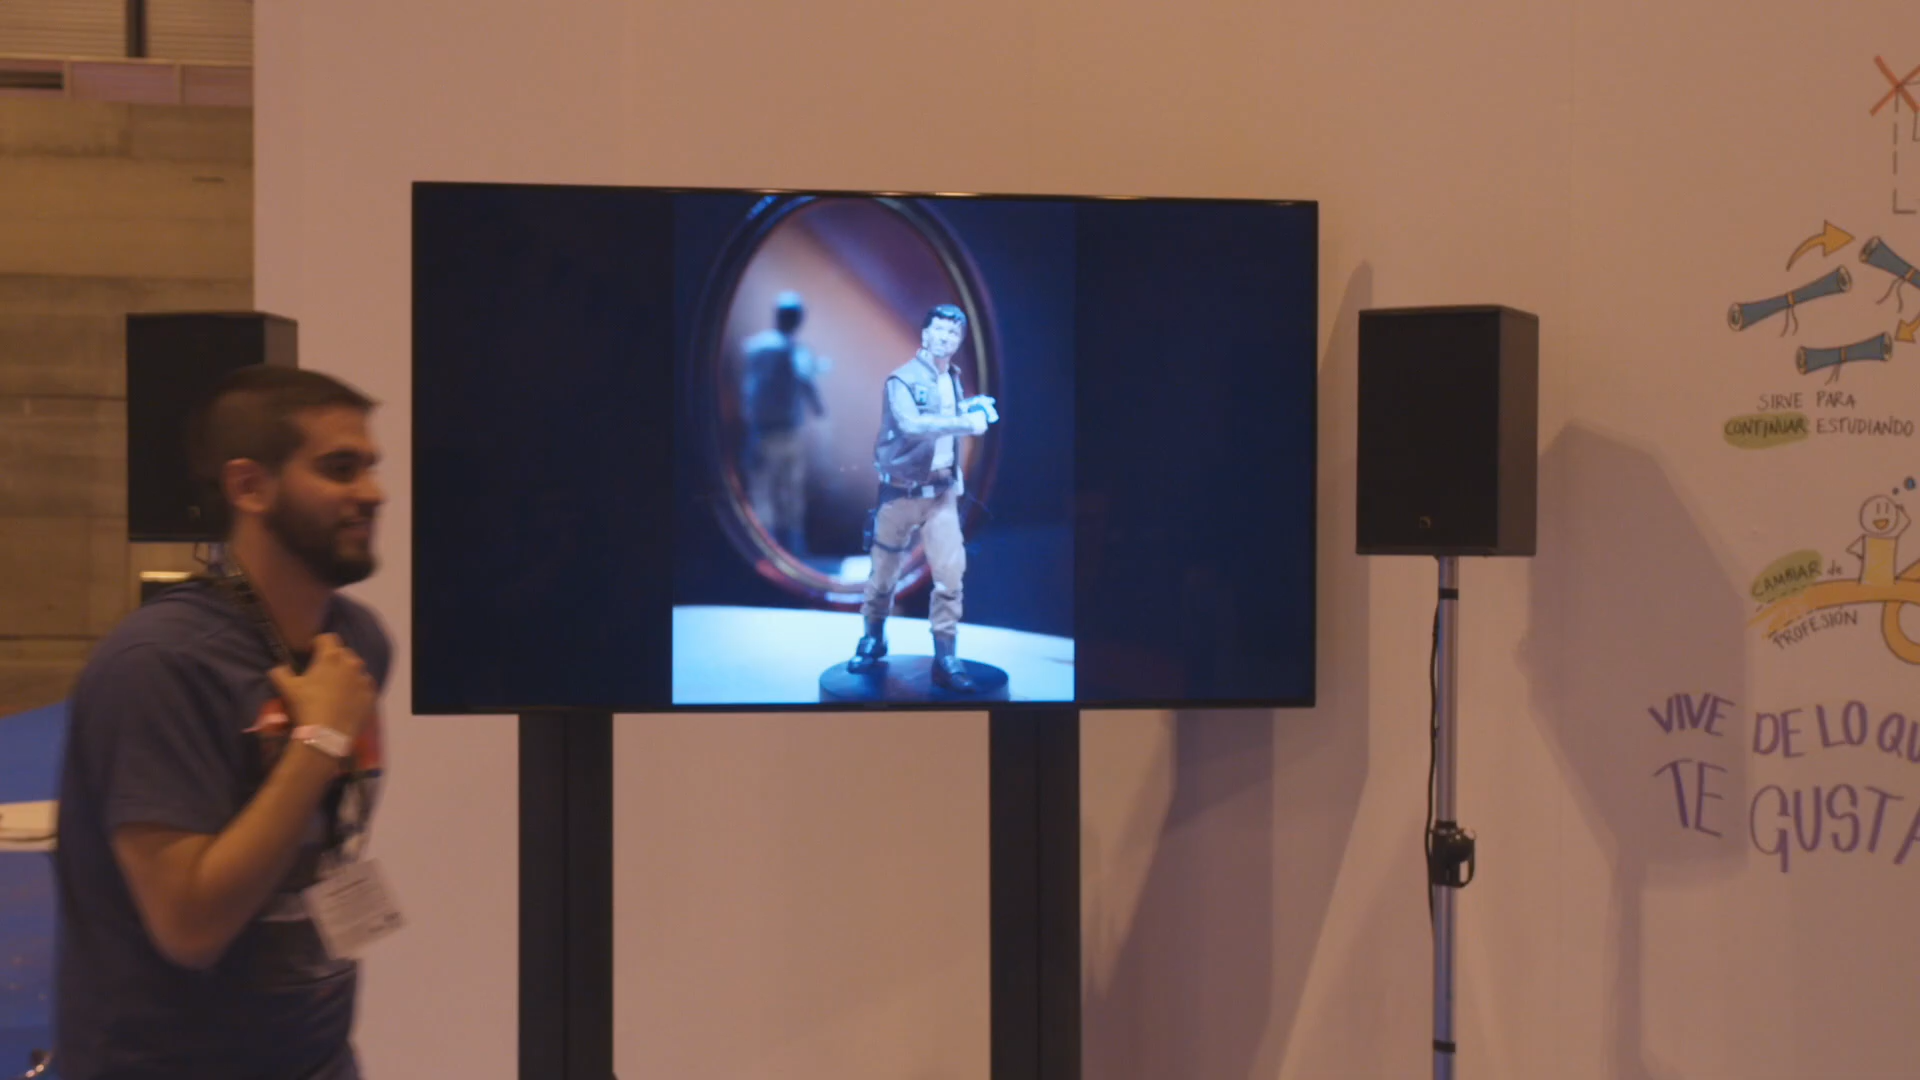 SIRVE PARA
CONTINUAR ESTUDIANDO
CAMBIAR de
PROFESIÓN
VIVE DE LO QU
TE GUSTA